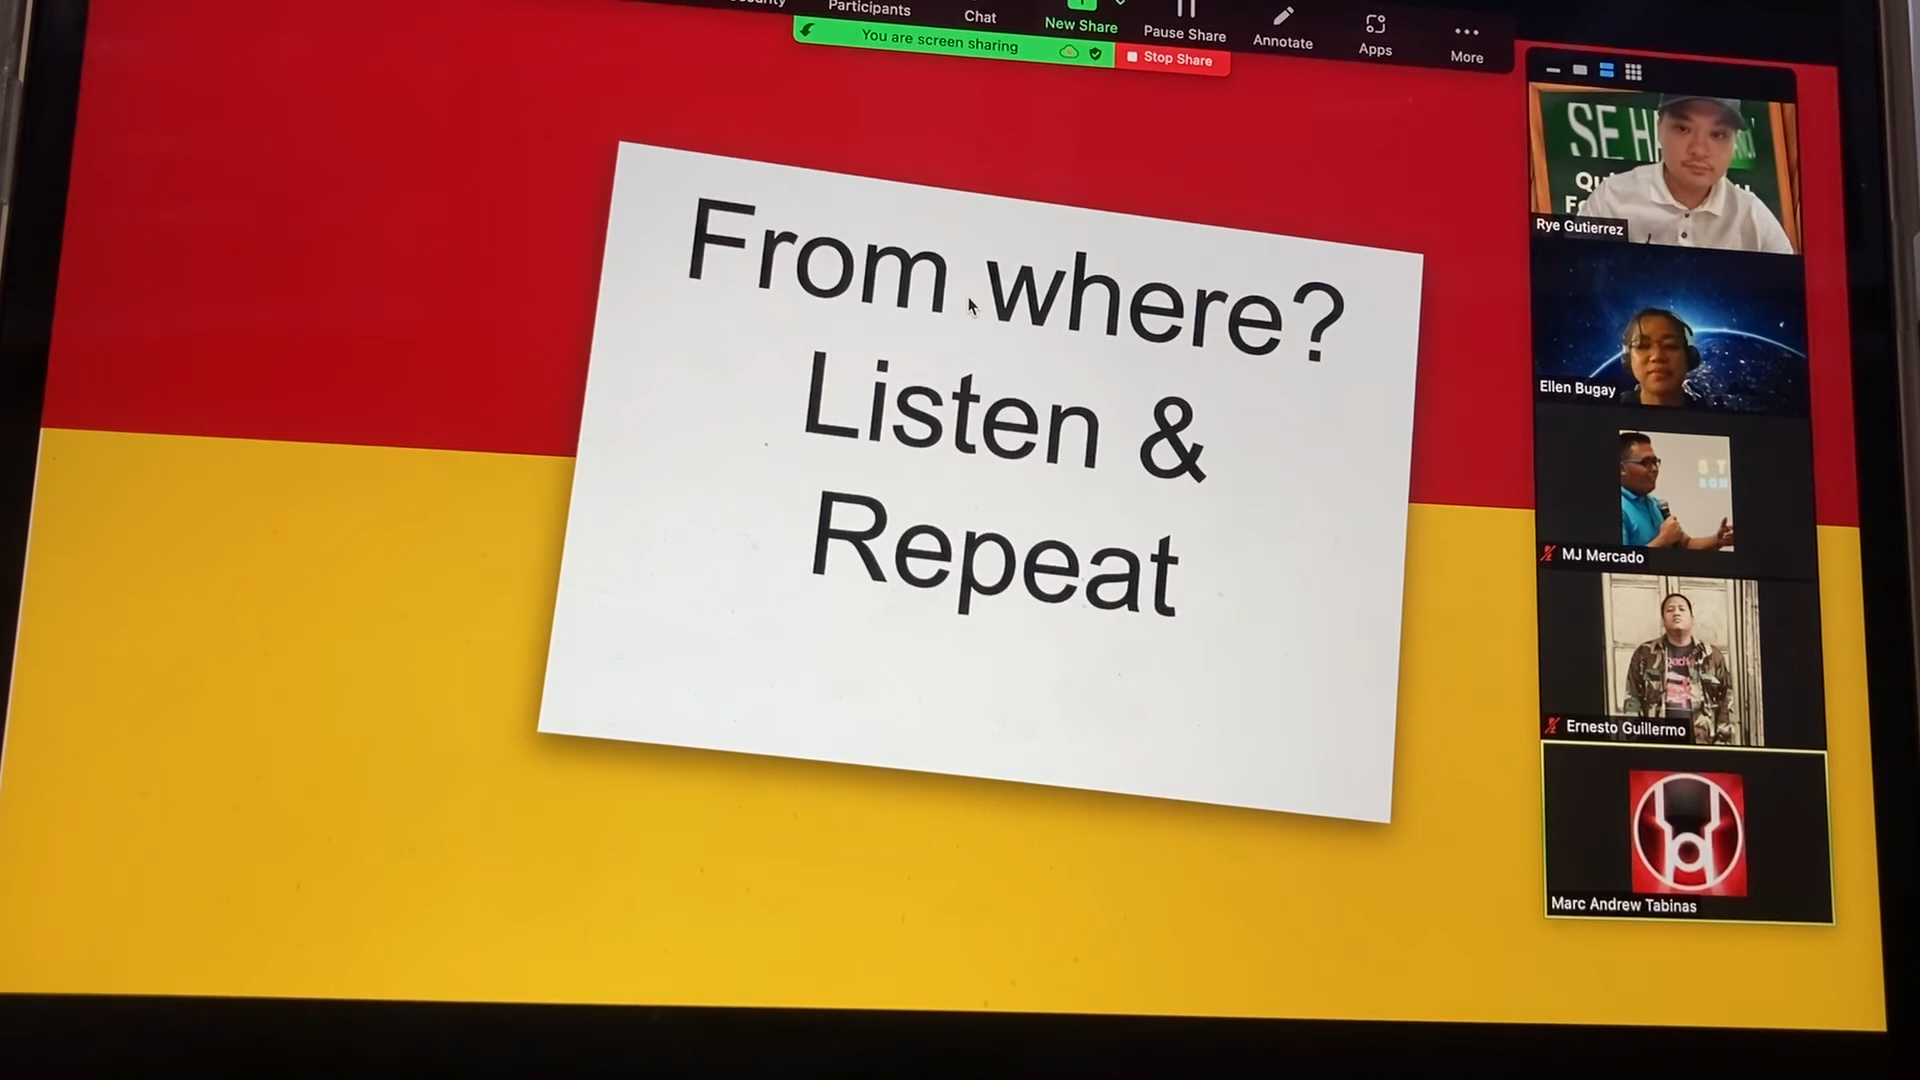 Participants
Chat
New Share
Pause Share
Annotate
Apps
More
You are screen sharing
Stop Share
From where?
Listen &
Repeat
SE
Rye Gutierrez
Ellen Bugay
MJ Mercado
Ernesto Guillermo
Marc Andrew Tabinas